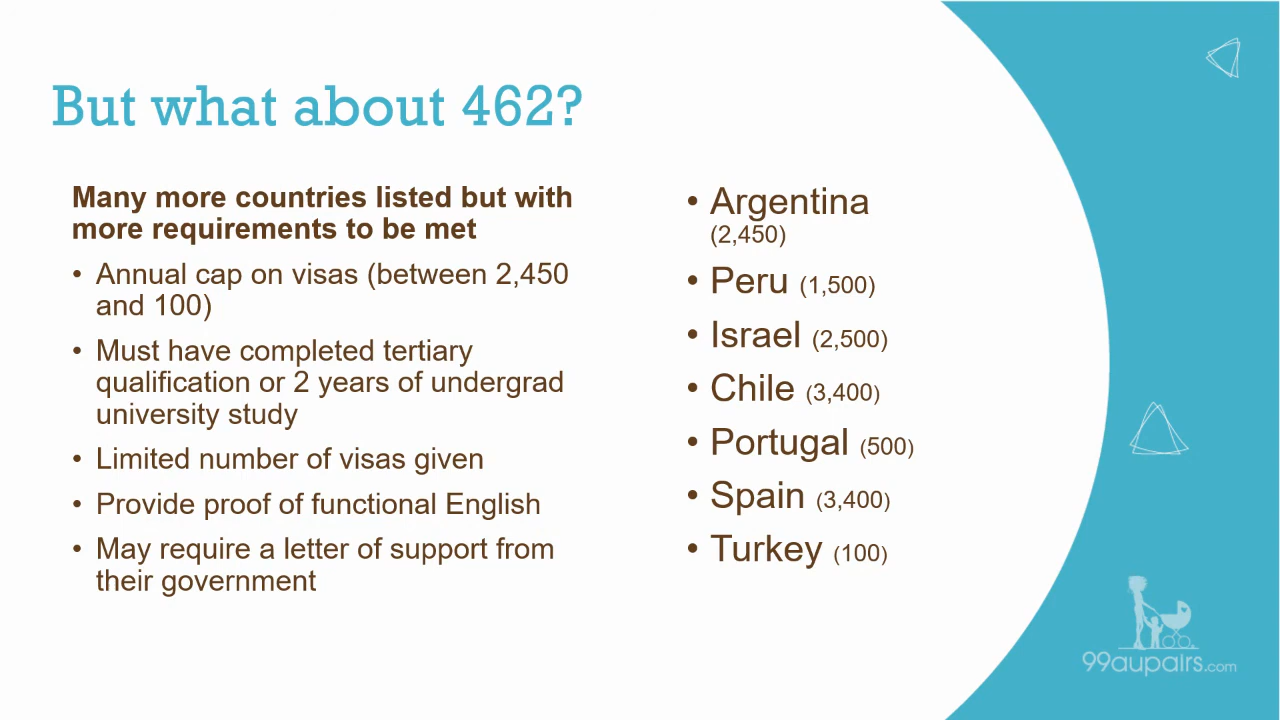 But what about 462?
Many more countries listed but with
more requirements to be met
• Annual cap on visas (between 2,450
and 100)
• Must have completed tertiary
qualification or 2 years of undergrad
university study
• Limited number of visas given
• Provide proof of functional English
• May require a letter of support from
their government
• Argentina
(2,450)
• Peru (1,500)
• Israel (2,500)
• Chile (3,400)
• Portugal (500)
• Spain (3,400)
• Turkey (100)
99aupairs.com